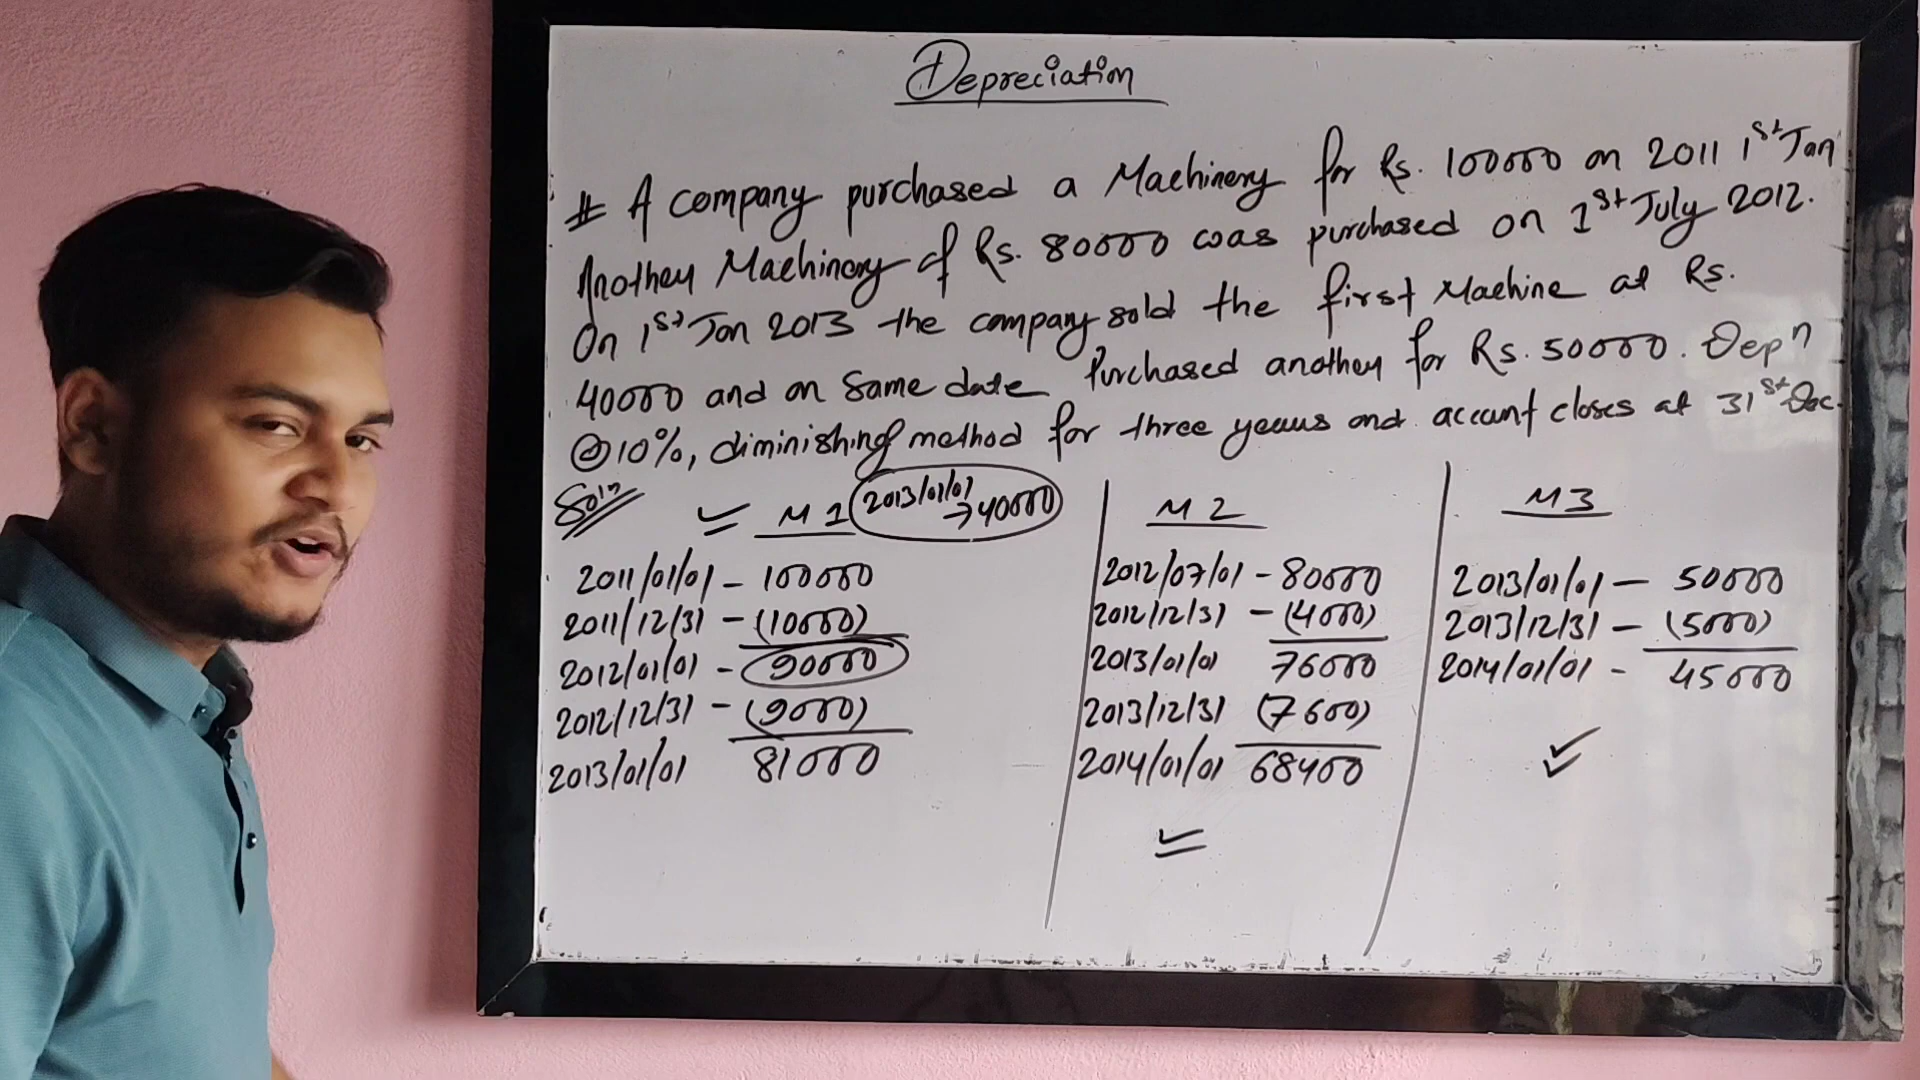 Depreciation
# A company purchased a Machinery for Rs. 100000 on 2011 1st Jan
Another Machinery of Rs. 80000 was purchased on 1st July 2012.
On 1st Jan 2013 the company sold the first Machine at Rs.
40000 and on Same date Purchased another for Rs. 50000. Depn
@10%, diminishing method for three years and account closes at 31st Dec.
Soln
M1 2013/01/01 → 40000
2011/01/01 – 100000
2011/12/31 – (10000)
2012/01/01 – 90000
2012/12/31 – (9000)
2013/01/01 81000
M2
2012/07/01 – 80000
2012/12/31 – (4000)
2013/01/01 76000
2013/12/31 (7600)
2014/01/01 68400
M3
2013/01/01 – 50000
2013/12/31 – (5000)
2014/01/01 - 45000